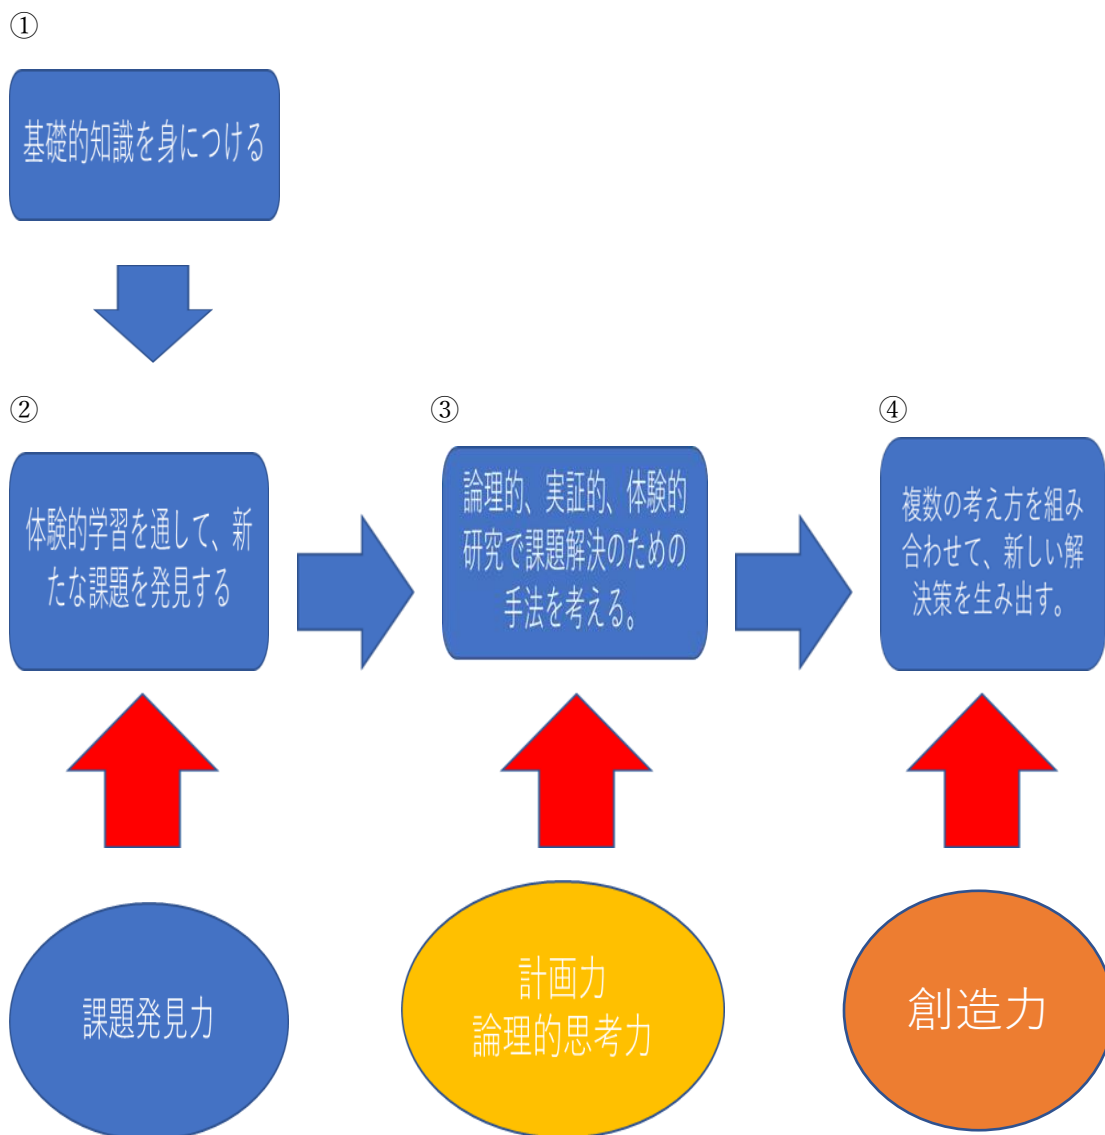 ①
基礎的知識を身につける
②
③
④
体験的学習を通して、新
たな課題を発見する
論理的、実証的、体験的
研究で課題解決のための
手法を考える。
複数の考え方を組み
合わせて、新しい解
決策を生み出す。
課題発見力
計画力
論理的思考力
創造力